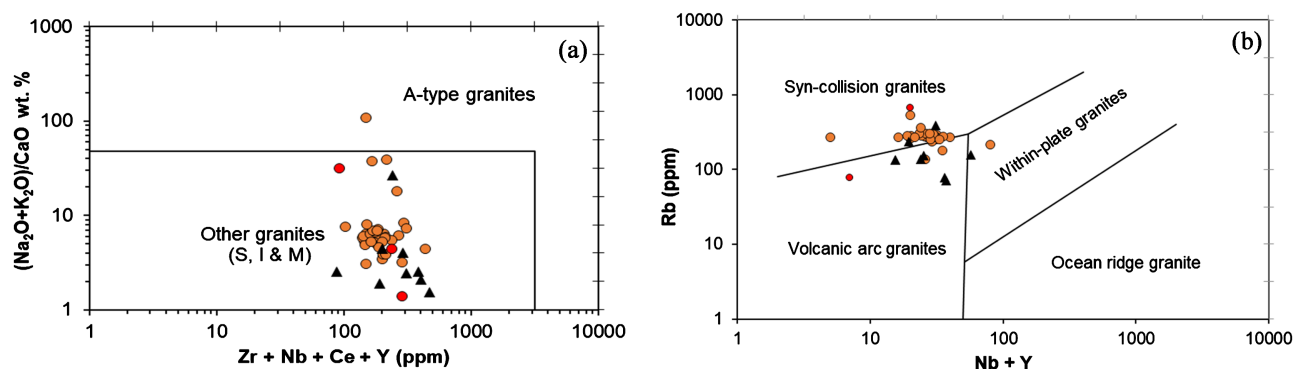 (a)
1000
100
10
1
(Na2O+K2O)/CaO wt. %
A-type granites
Other granites
(S, I & M)
1 10 100 1000 10000
Zr + Nb + Ce + Y (ppm)
(b)
10000
1000
100
10
1
Rb (ppm)
Syn-collision granites
Within-plate granites
Volcanic arc granites
Ocean ridge granite
1 10 100 1000 10000
Nb + Y